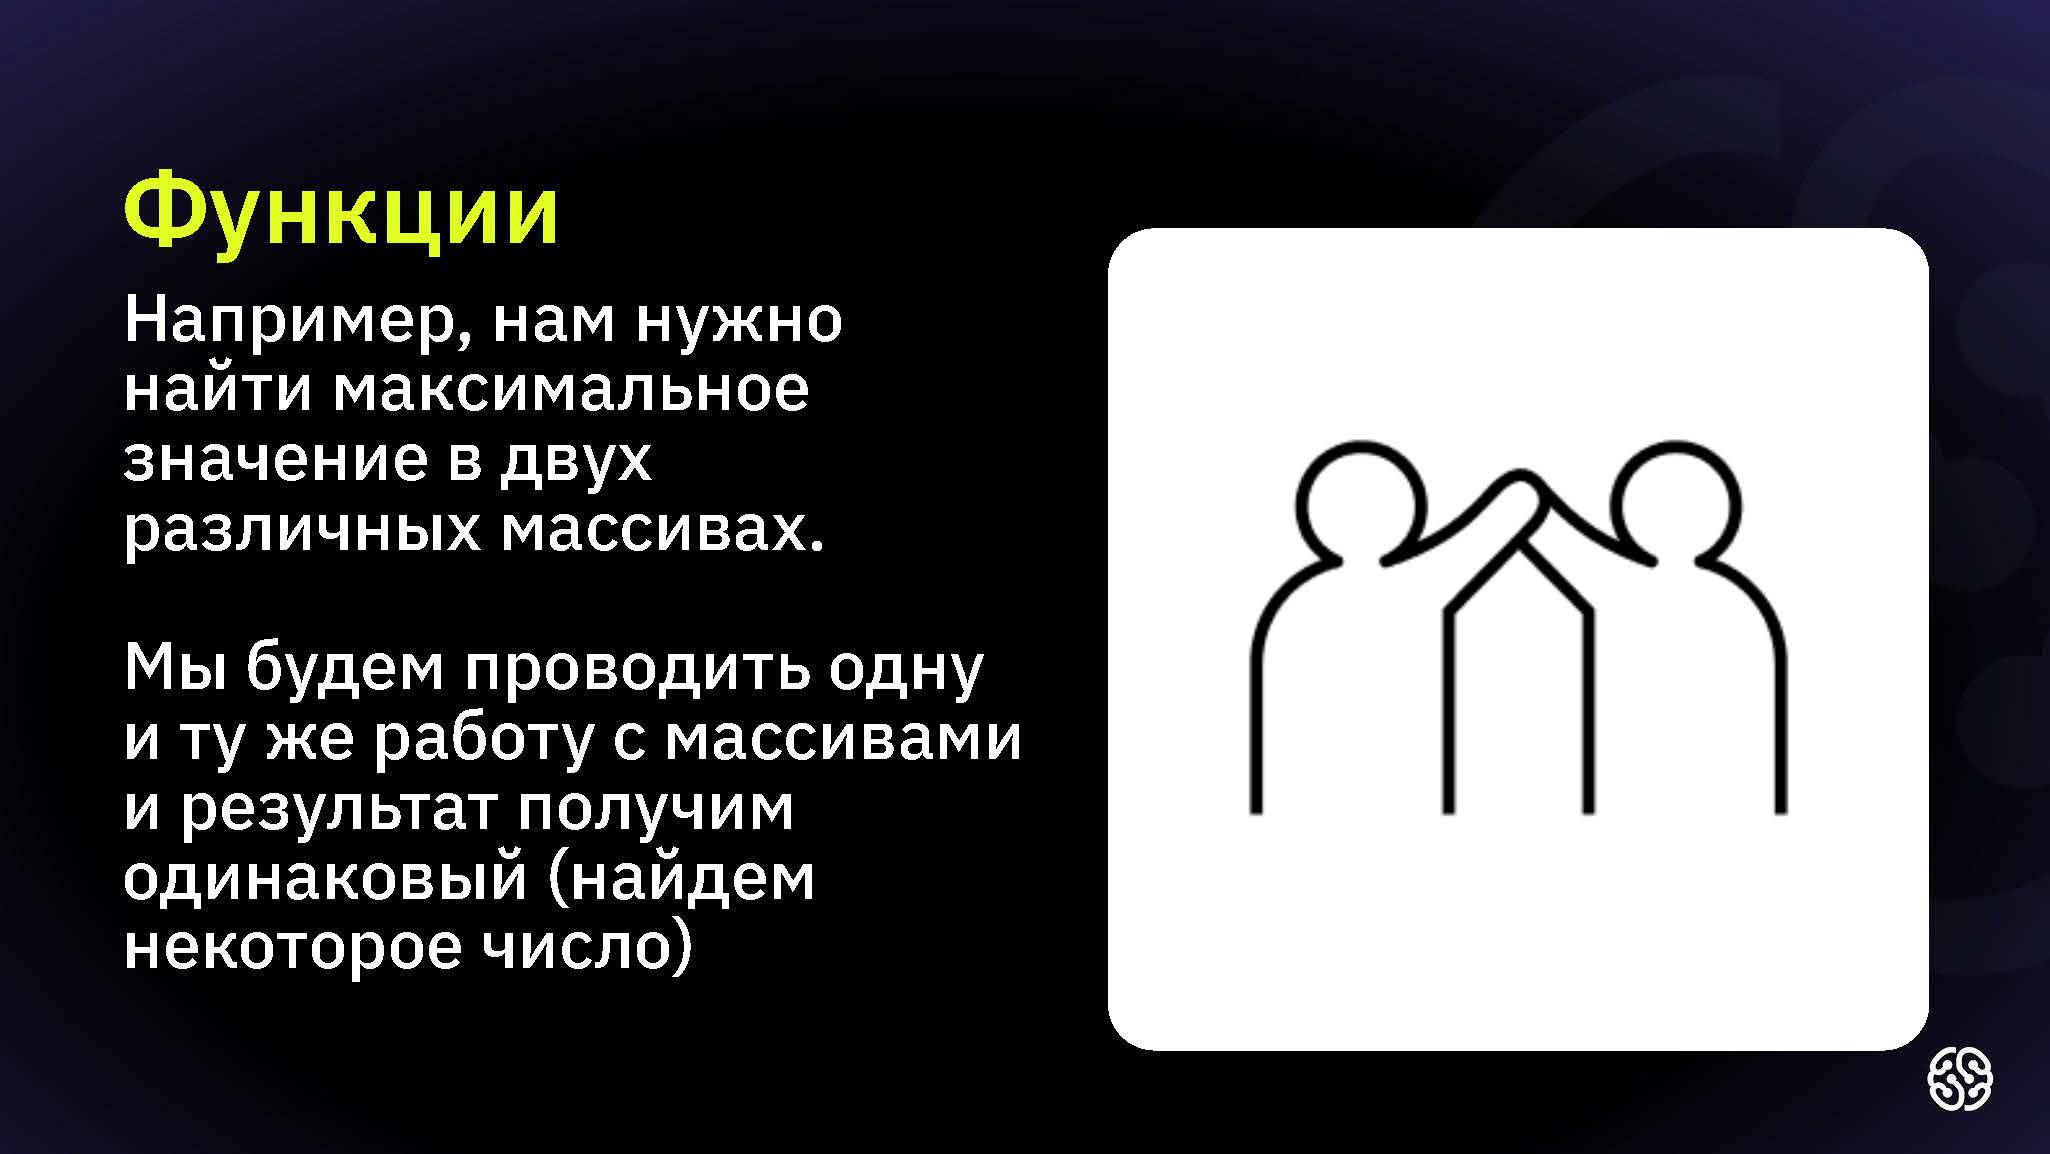 Функции
Например, нам нужно
найти максимальное
значение в двух
различных массивах.
Мы будем проводить одну
и ту же работу с массивами
и результат получим
одинаковый (найдем
некоторое число)